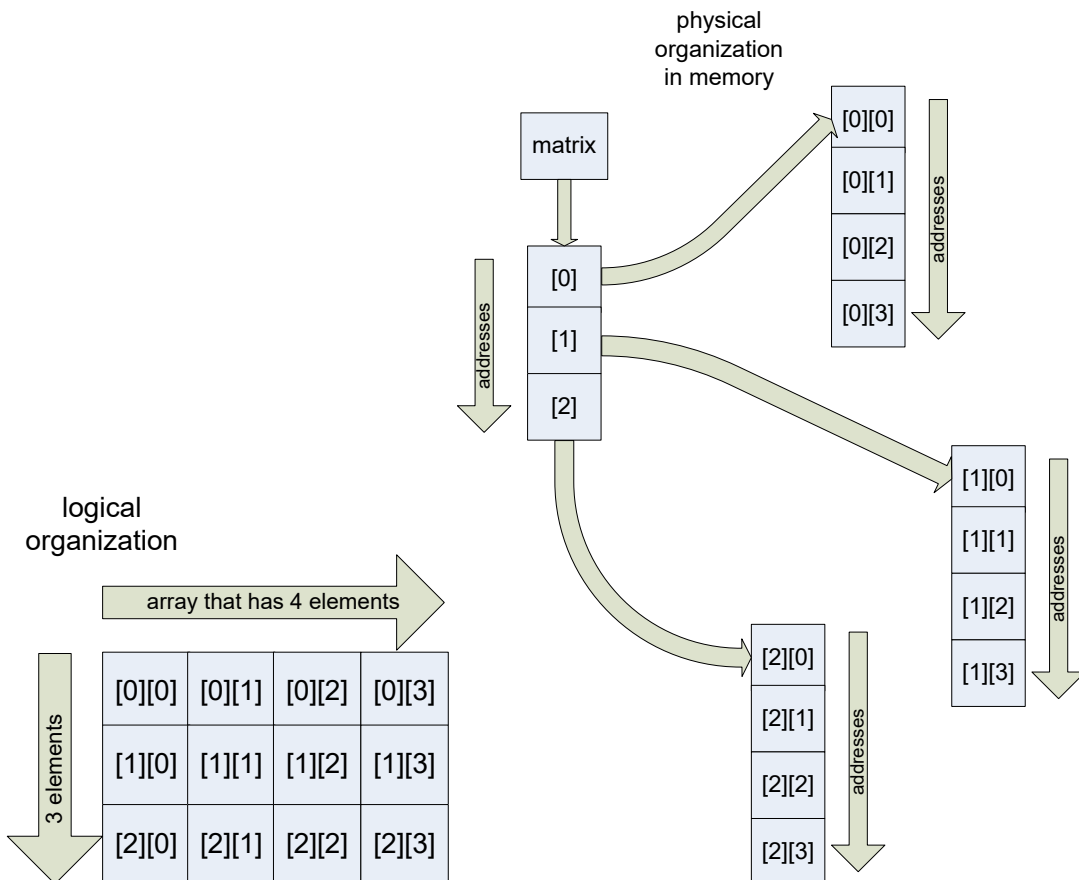 physical
organization
in memory
matrix
[0]
[1]
[2]
addresses
[0][0]
[0][1]
[0][2]
[0][3]
addresses
[1][0]
[1][1]
[1][2]
[1][3]
addresses
[2][0]
[2][1]
[2][2]
[2][3]
addresses
logical
organization
array that has 4 elements
3 elements
[0][0] [0][1] [0][2] [0][3]
[1][0] [1][1] [1][2] [1][3]
[2][0] [2][1] [2][2] [2][3]